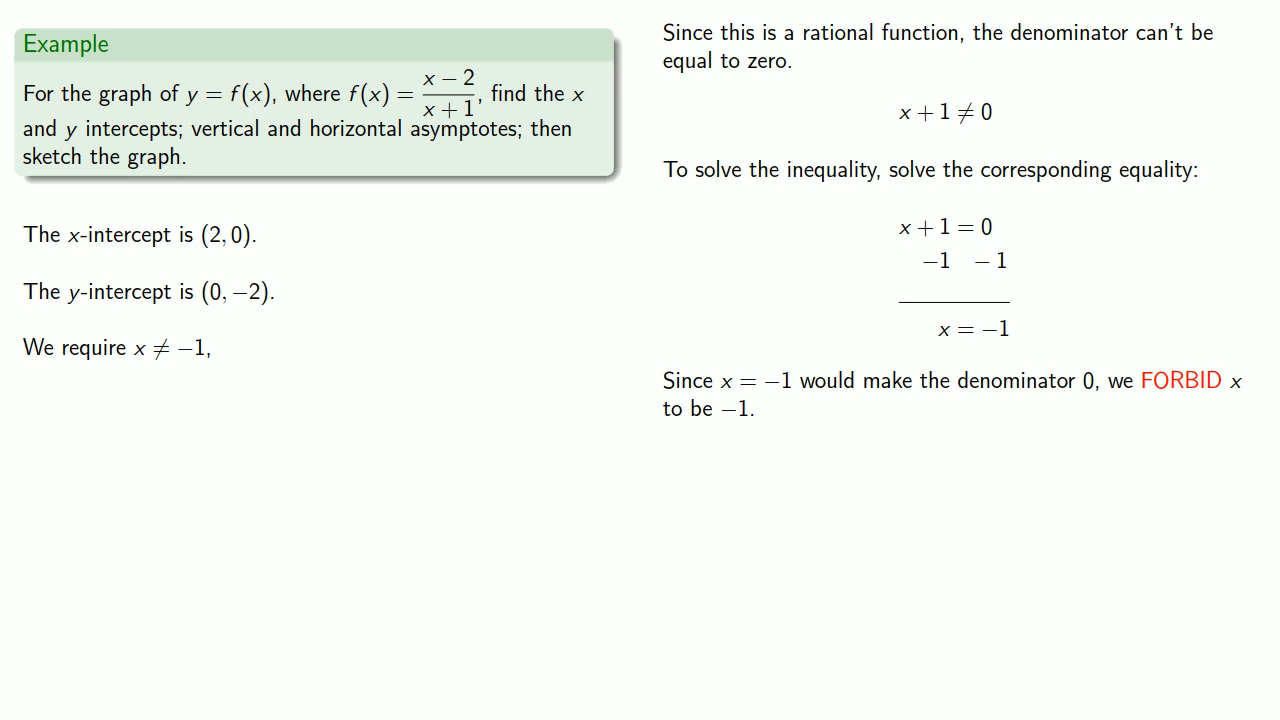 Example
For the graph of y = f(x), where f(x) = (x − 2)/(x + 1), find the x
and y intercepts; vertical and horizontal asymptotes; then
sketch the graph.
The x-intercept is (2, 0).
The y-intercept is (0, −2).
We require x ≠ −1,
Since this is a rational function, the denominator can't be
equal to zero.
x + 1 ≠ 0
To solve the inequality, solve the corresponding equality:
x + 1 = 0
−1 − 1
x = −1
Since x = −1 would make the denominator 0, we FORBID x
to be −1.